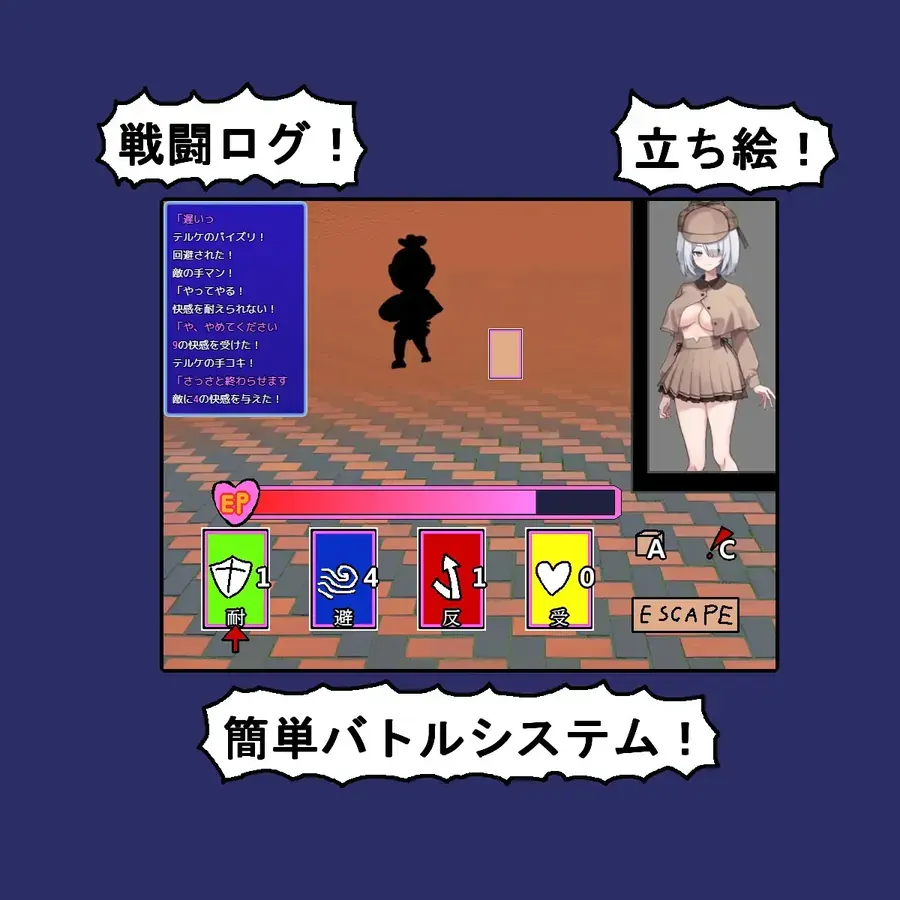 戦闘ログ！
立ち絵！
「遅いっ
テルケのパイズリ！
回避された！
敵の手マン！
「やってやる！
快感を耐えられない！
「や、やめてください
9の快感を受けた！
テルケの手コキ！
「さっさと終わらせます
敵に4の快感を与えた！
EP
1
4
1
0
耐
避
反
受
A
C
ESCAPE
簡単バトルシステム！